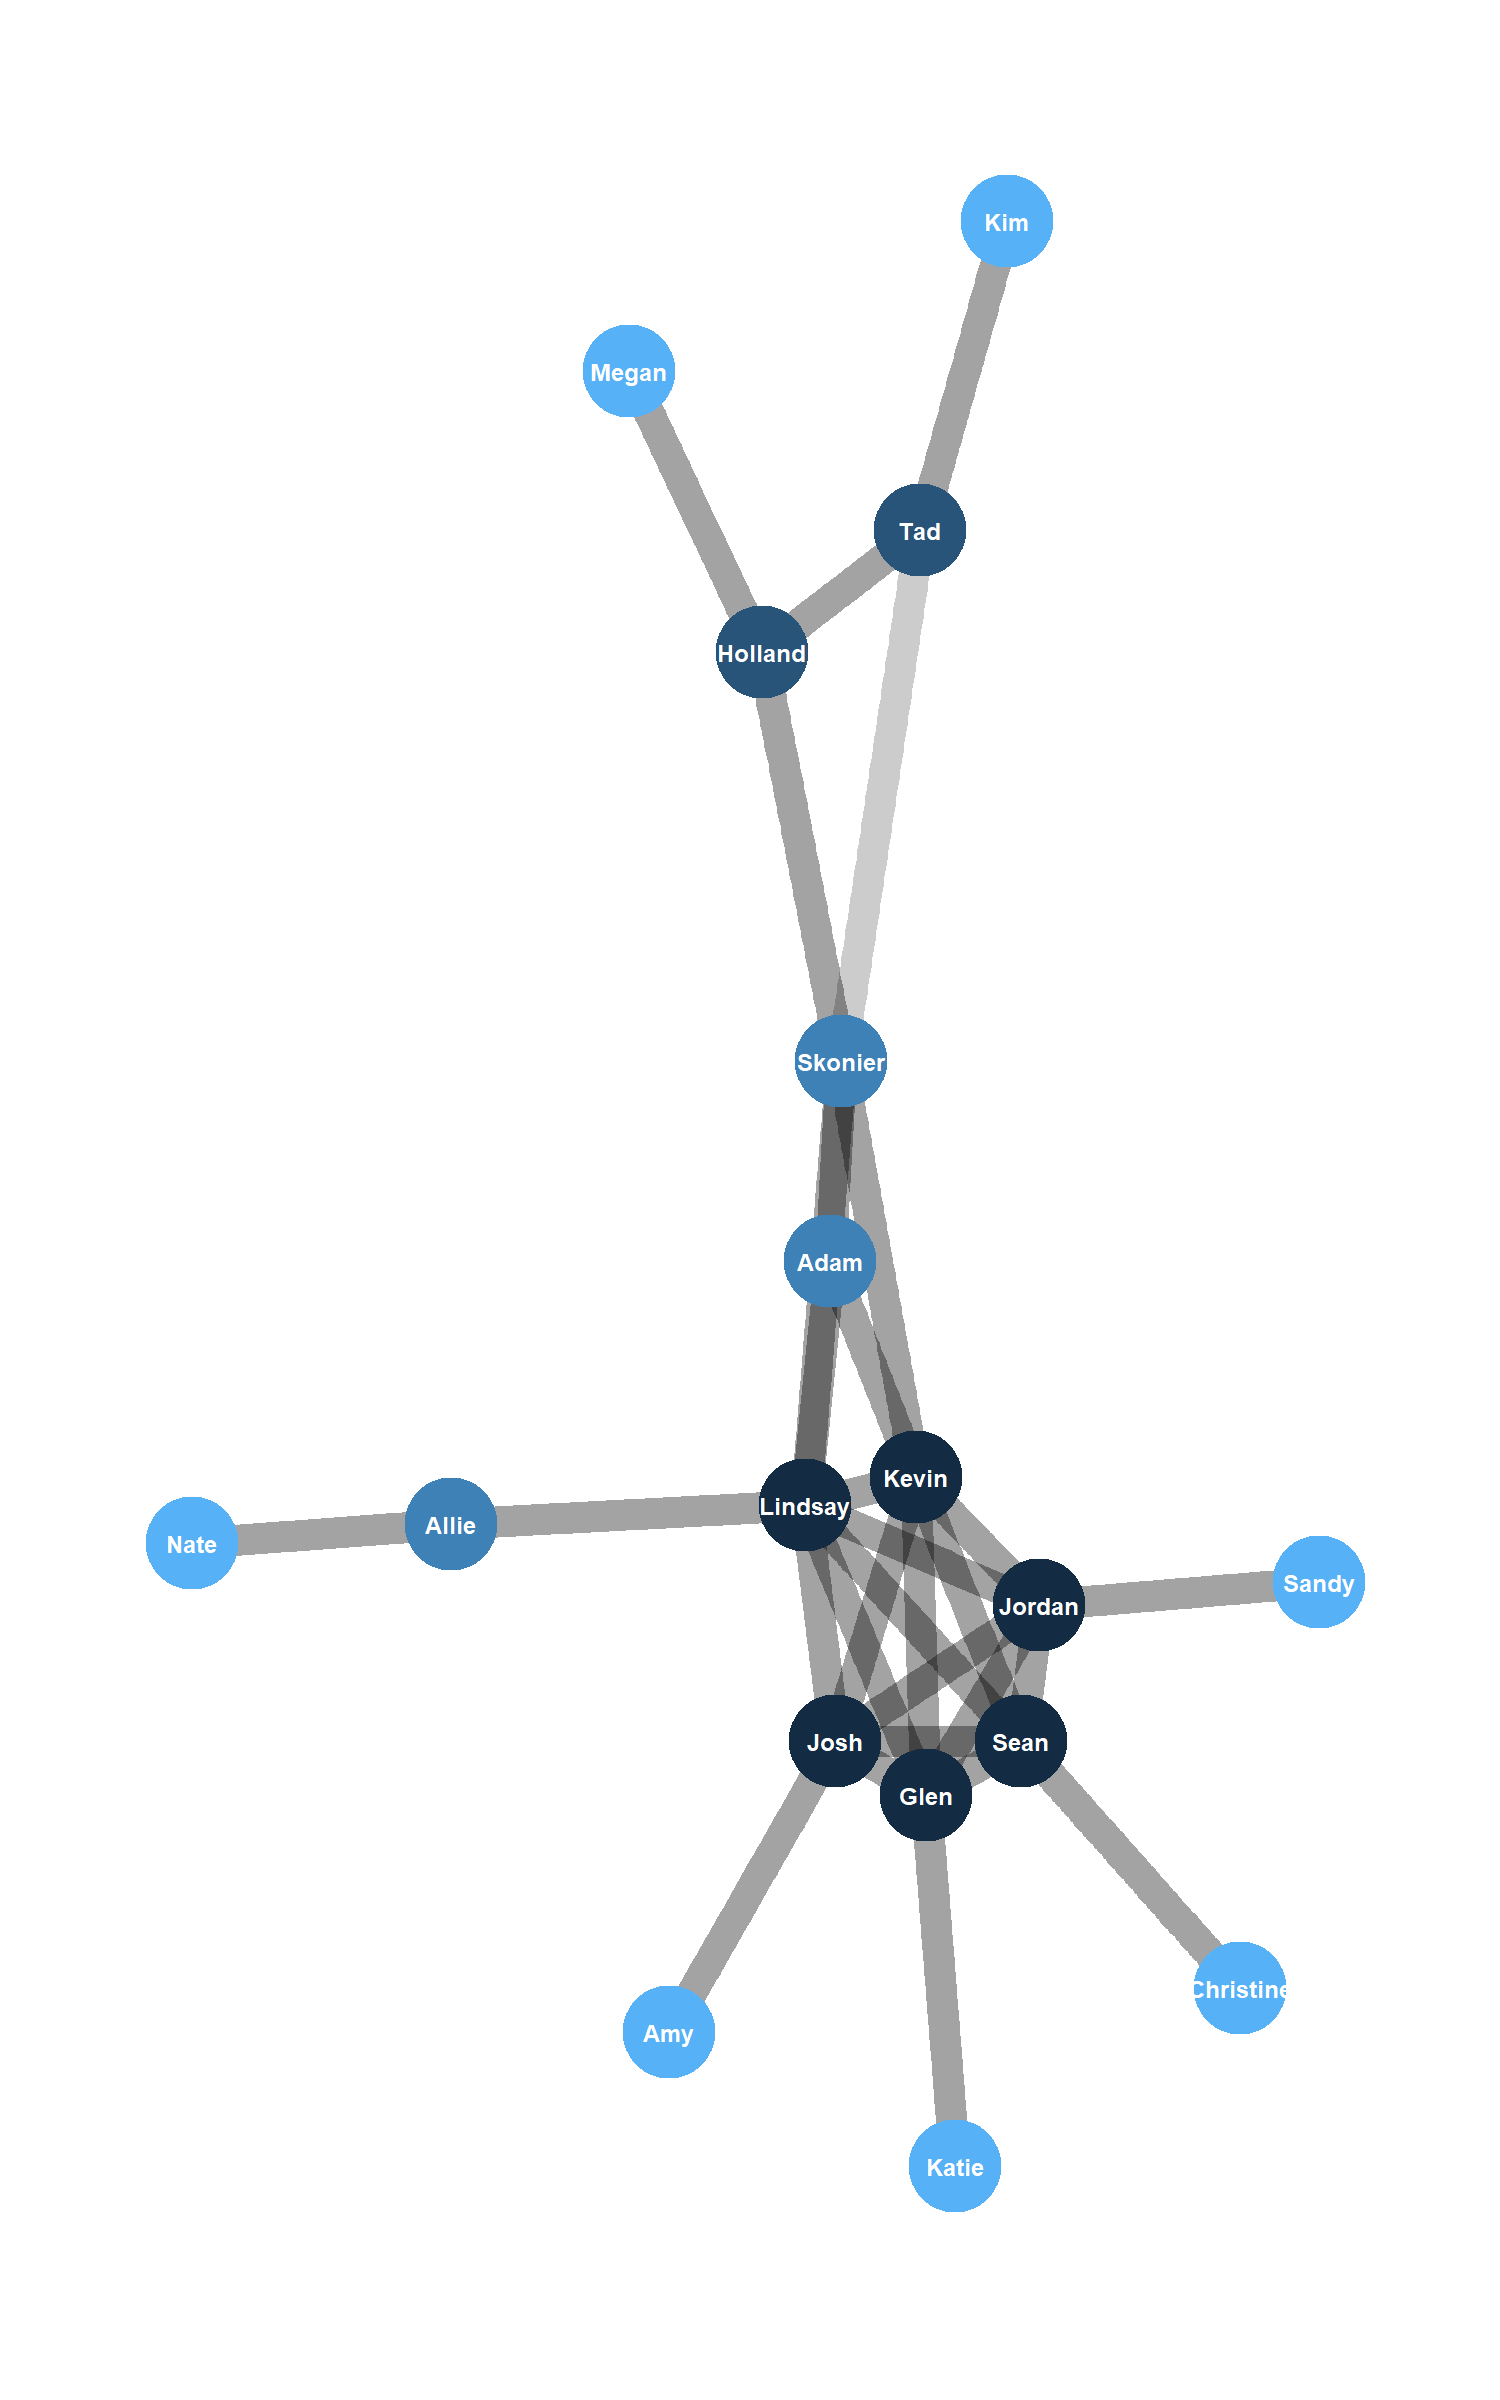 Kim
Megan
Tad
Holland
Skonier
Adam
Kevin
Lindsay
Allie
Nate
Sandy
Jordan
Josh
Sean
Glen
Christine
Amy
Katie